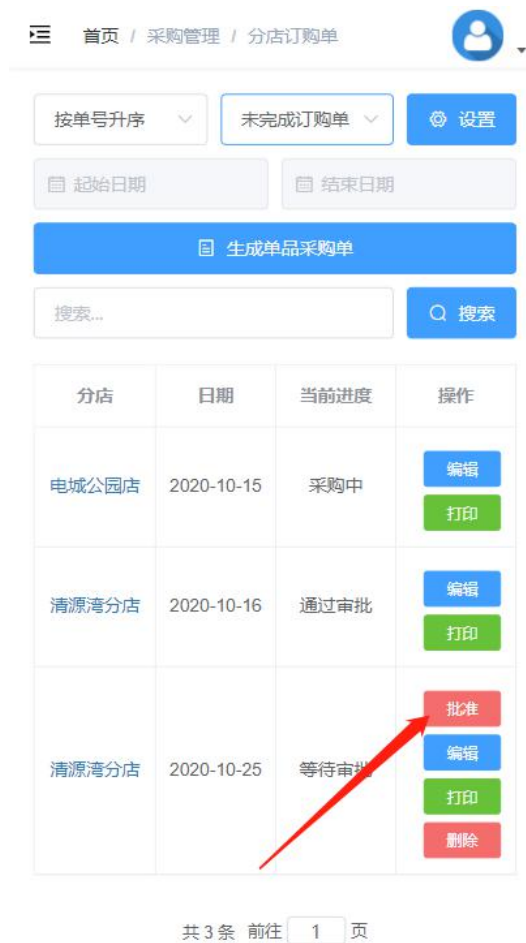 首页 / 采购管理 / 分店订购单
按单号升序 未完成订购单 设置
起始日期 结束日期
生成单品采购单
搜索... 搜索
分店 日期 当前进度 操作
电城公园店 2020-10-15 采购中 编辑
打印
清源湾分店 2020-10-16 通过审批 编辑
打印
批准
清源湾分店 2020-10-25 等待审批 编辑
打印
删除
共 3 条 前往 1 页